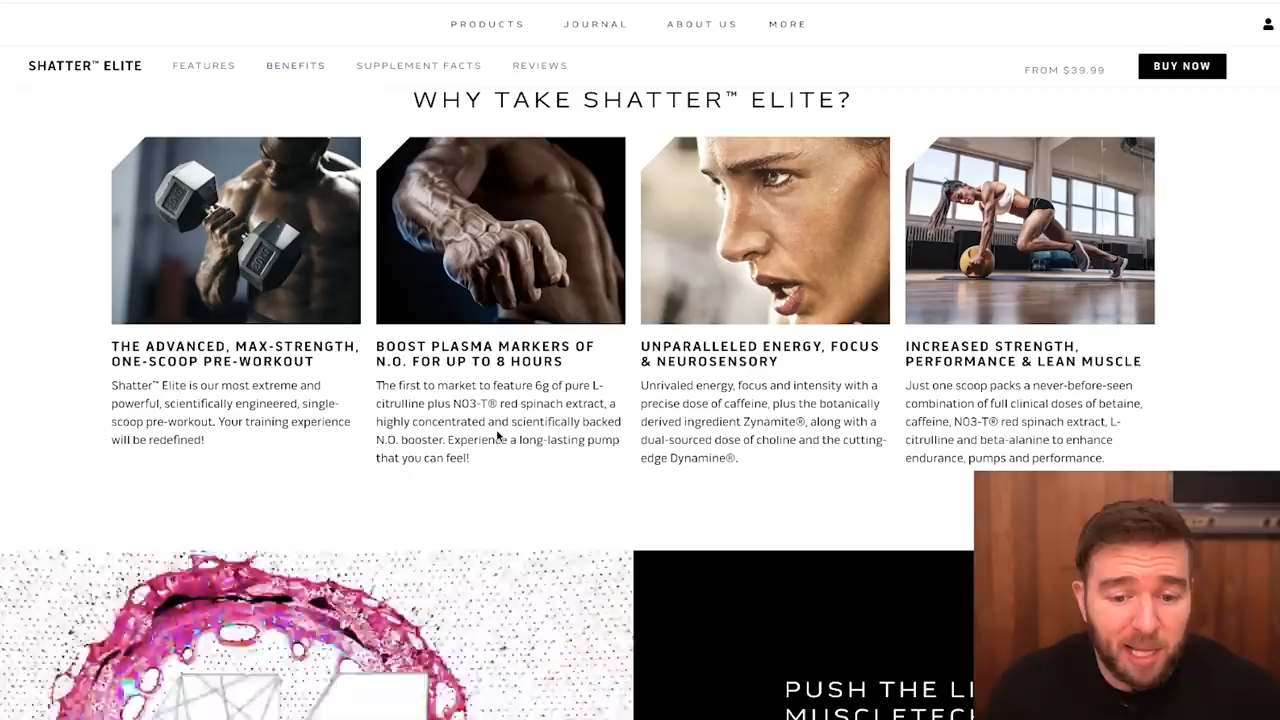 PRODUCTS JOURNAL ABOUT US MORE
SHATTER™ ELITE FEATURES BENEFITS SUPPLEMENT FACTS REVIEWS FROM $39.99 BUY NOW
WHY TAKE SHATTER™ ELITE?
THE ADVANCED, MAX-STRENGTH,
ONE-SCOOP PRE-WORKOUT
Shatter™ Elite is our most extreme and
powerful, scientifically engineered, single-
scoop pre-workout. Your training experience
will be redefined!
BOOST PLASMA MARKERS OF
N.O. FOR UP TO 8 HOURS
The first to market to feature 6g of pure L-
citrulline plus NO3-T® red spinach extract, a
highly concentrated and scientifically backed
N.O. booster. Experience a long-lasting pump
that you can feel!
UNPARALLELED ENERGY, FOCUS
& NEUROSENSORY
Unrivaled energy, focus and intensity with a
precise dose of caffeine, plus the botanically
derived ingredient Zynamite®, along with a
dual-sourced dose of choline and the cutting-
edge Dynamine®.
INCREASED STRENGTH,
PERFORMANCE & LEAN MUSCLE
Just one scoop packs a never-before-seen
combination of full clinical doses of betaine,
caffeine, NO3-T® red spinach extract, L-
citrulline and beta-alanine to enhance
endurance, pumps and performance.
PUSH THE LI
MUSCLETECH